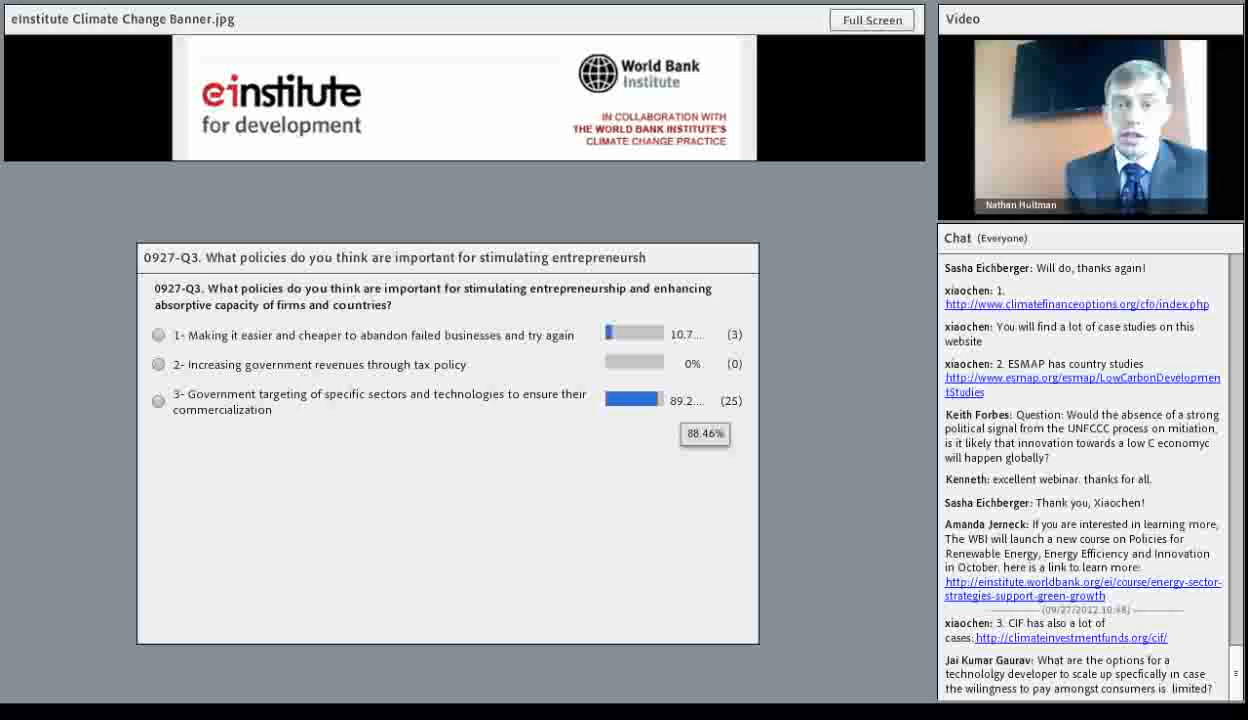 eInstitute Climate Change Banner.jpg
Full Screen
einstitute
for development
World Bank
Institute
IN COLLABORATION WITH
THE WORLD BANK INSTITUTE'S
CLIMATE CHANGE PRACTICE
0927-Q3. What policies do you think are important for stimulating entrepreneursh
0927-Q3. What policies do you think are important for stimulating entrepreneurship and enhancing
absorptive capacity of firms and countries?
1- Making it easier and cheaper to abandon failed businesses and try again 10.7... (3)
2- Increasing government revenues through tax policy 0% (0)
3- Government targeting of specific sectors and technologies to ensure their
commercialization 89.2... (25)
88.46%
Video
Nathan Hultman
Chat (Everyone)
Sasha Eichberger: Will do, thanks again!
xiaochen: 1.
http://www.climatefinanceoptions.org/cfo/index.php
xiaochen: You will find a lot of case studies on this
website
xiaochen: 2. ESMAP has country studies
http://www.esmap.org/esmap/LowCarbonDevelopmen
tStudies
Keith Forbes: Question: Would the absence of a strong
political signal from the UNFCCC process on mitiation,
is it likely that innovation towards a low C economyc
will happen globally?
Kenneth: excellent webinar. thanks for all.
Sasha Eichberger: Thank you, Xiaochen!
Amanda Jerneck: If you are interested in learning more,
The WBI will launch a new course on Policies for
Renewable Energy, Energy Efficiency and Innovation
in October. here is a link to learn more:
http://einstitute.worldbank.org/ei/course/energy-sector-
strategies-support-green-growth
(09/27/2012 10:48)
xiaochen: 3. CIF has also a lot of
cases. http://climateinvestmentfunds.org/cif/
Jai Kumar Gaurav: What are the options for a
technololgy developer to scale up specfically in case
the wilingness to pay amongst consumers is limited?